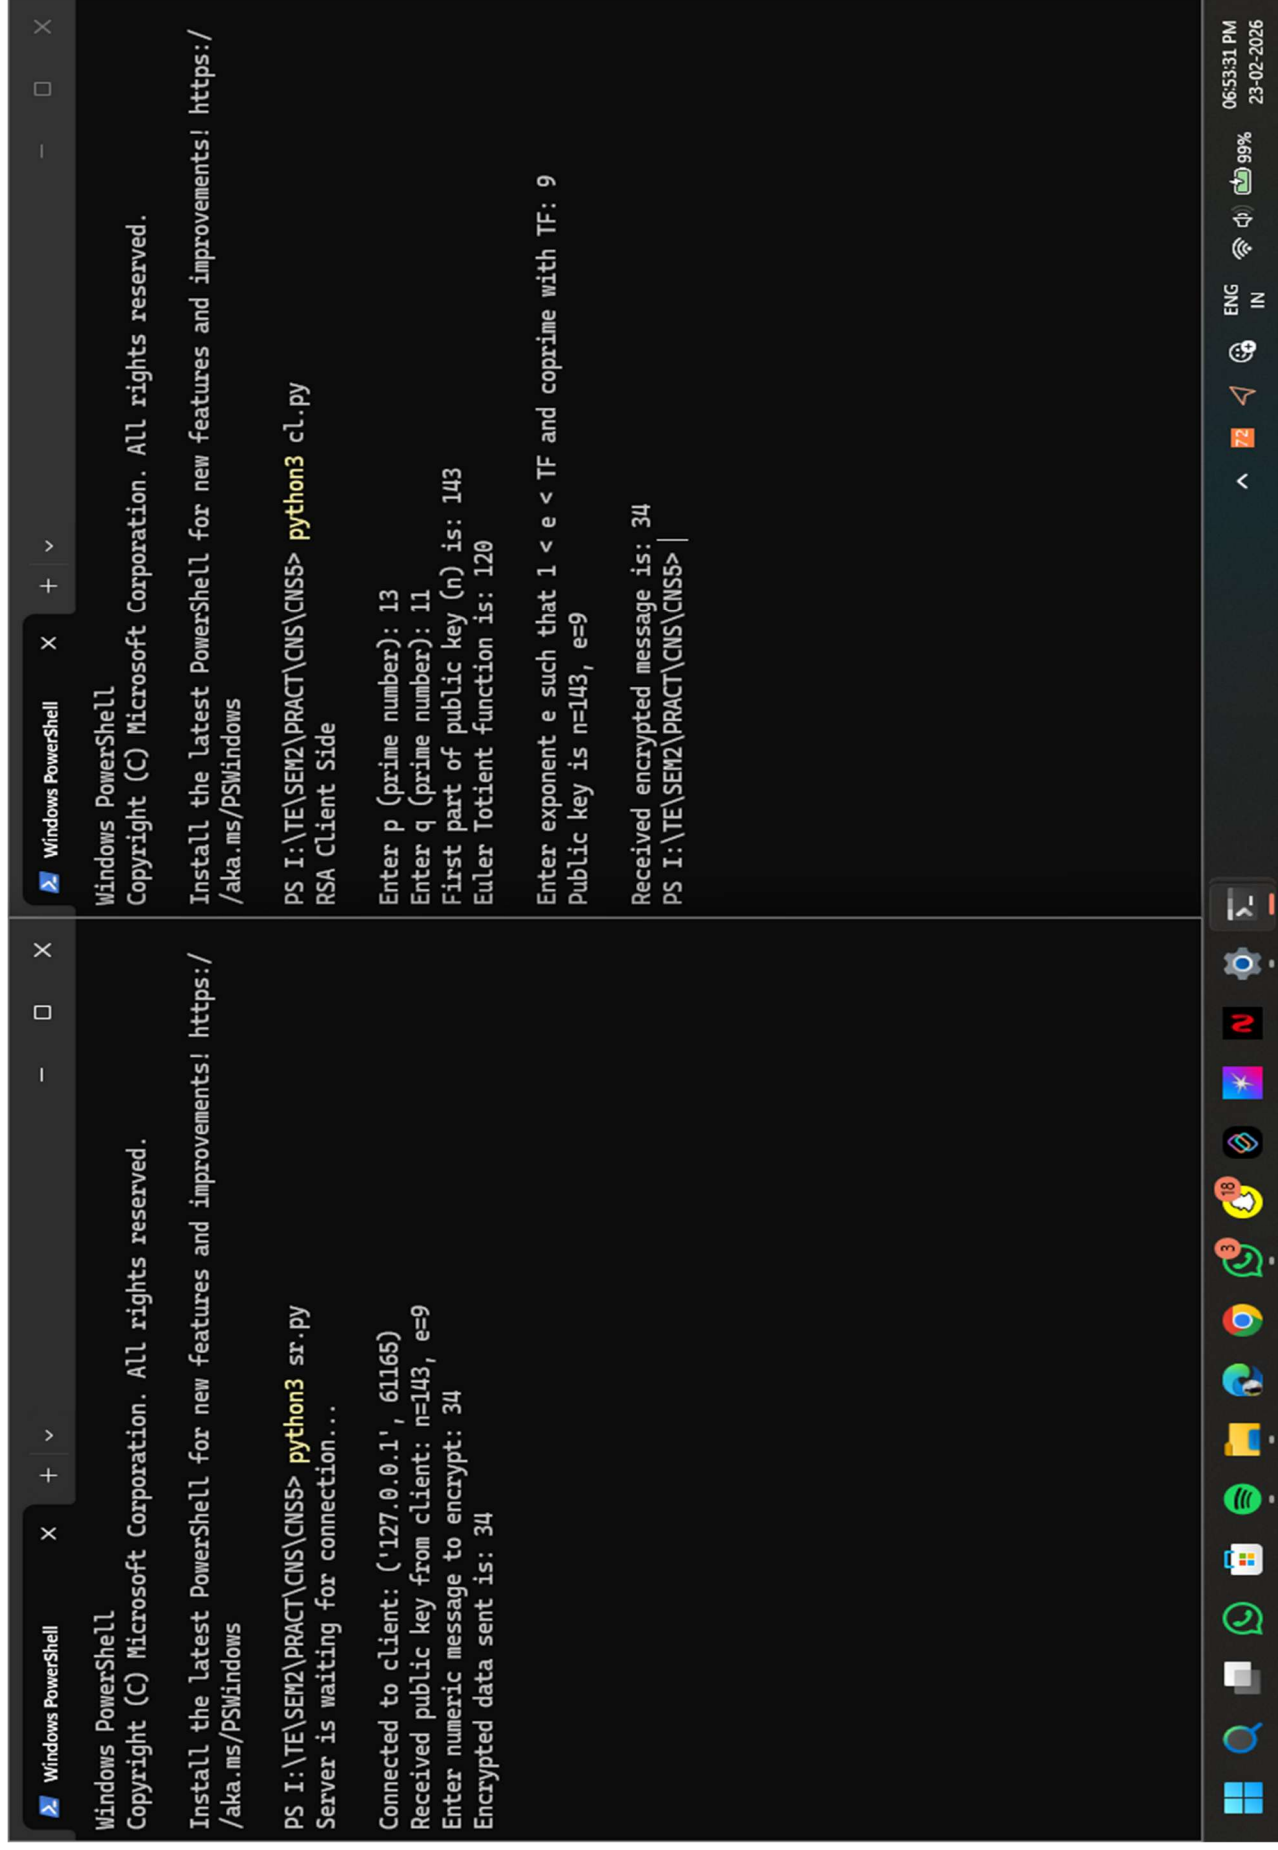 Windows PowerShell
Windows PowerShell
Copyright (C) Microsoft Corporation. All rights reserved.
Install the latest PowerShell for new features and improvements! https:/
/aka.ms/PSWindows
PS I:\TE\SEM2\PRACT\CNS\CNS5> python3 sr.py
Server is waiting for connection...
Connected to client: ('127.0.0.1', 61165)
Received public key from client: n=143, e=9
Enter numeric message to encrypt: 34
Encrypted data sent is: 34
Windows PowerShell
Windows PowerShell
Copyright (C) Microsoft Corporation. All rights reserved.
Install the latest PowerShell for new features and improvements! https:/
/aka.ms/PSWindows
PS I:\TE\SEM2\PRACT\CNS\CNS5> python3 cl.py
RSA Client Side
Enter p (prime number): 13
Enter q (prime number): 11
First part of public key (n) is: 143
Euler Totient function is: 120
Enter exponent e such that 1 < e < TF and coprime with TF: 9
Public key is n=143, e=9
Received encrypted message is: 34
PS I:\TE\SEM2\PRACT\CNS\CNS5>
3
18
72
ENG
IN
99%
06:53:31 PM
23-02-2026